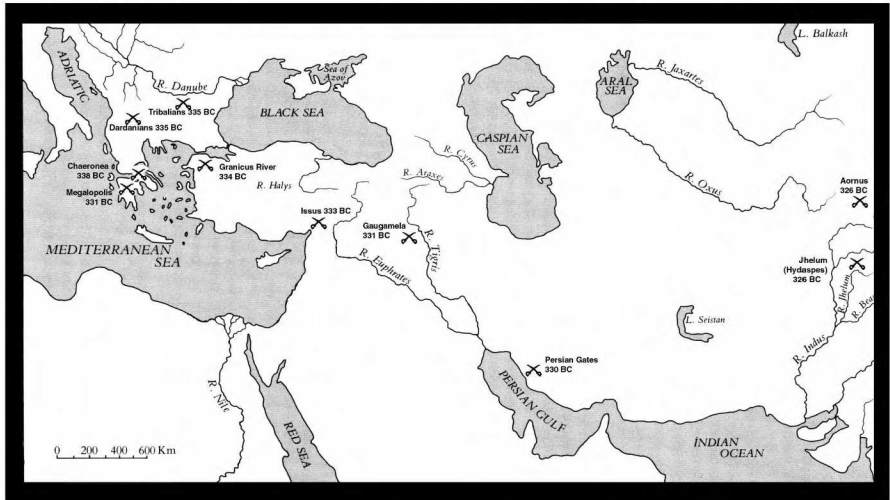 L. Balkash
ADRIATIC
Sea of
Azov
R. Danube
ARAL
SEA
R. Jaxartes
Tribalians 335 BC
BLACK SEA
Dardanians 335 BC
CASPIAN
SEA
R. Cyrus
Chaeronea
338 BC
Granicus River
334 BC
R. Araxes
R. Oxus
Aornus
326 BC
R. Halys
Megalopolis
331 BC
Issus 333 BC
Gaugamela
331 BC
R. Tigris
MEDITERRANEAN
SEA
R. Euphrates
Jhelum
(Hydaspes)
326 BC
R. Jhelum
R. Beas
L. Seistan
R. Indus
Persian Gates
330 BC
PERSIAN GULF
R. Nile
RED SEA
INDIAN
OCEAN
0 200 400 600 Km